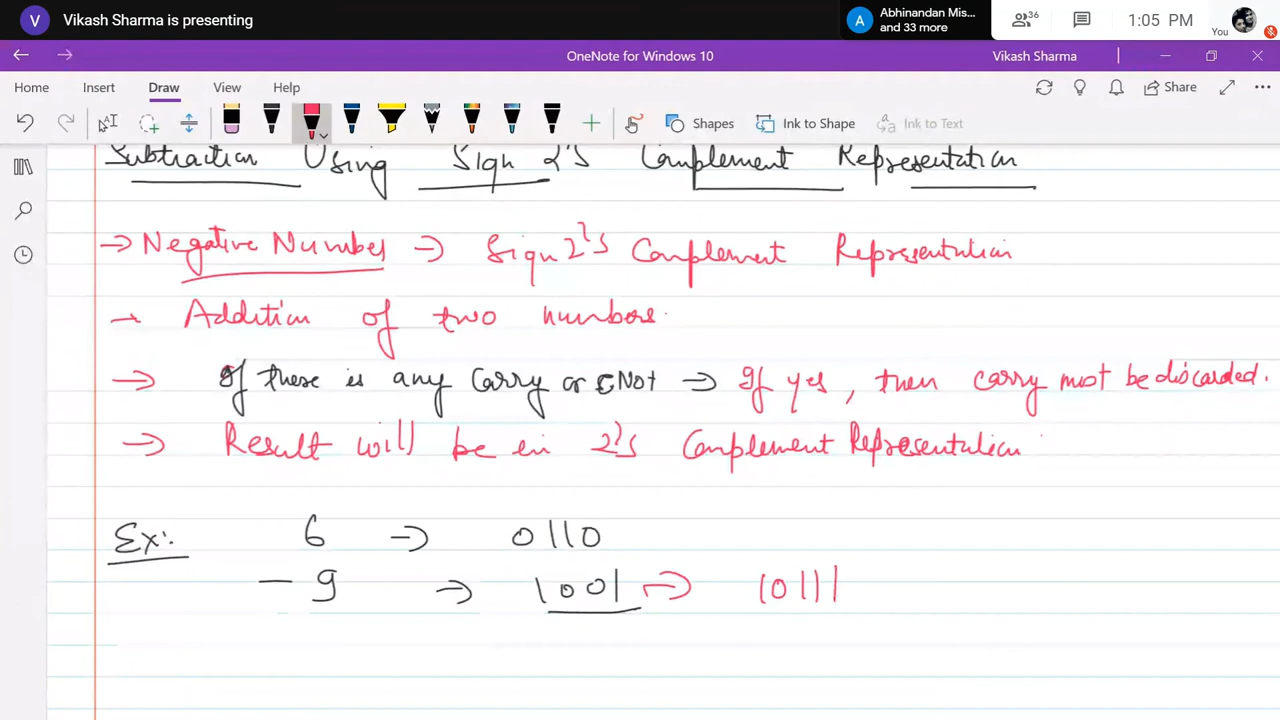 V Vikash Sharma is presenting
A Abhinandan Mis... and 33 more
36
1:05 PM
You
OneNote for Windows 10
Vikash Sharma
Home Insert Draw View Help
Share
Shapes Ink to Shape Ink to Text
Subtraction Using Sign 2's Complement Representation
→ Negative Number → Sign 2's Complement Representation
→ Addition of two numbers.
→ If there is any Carry or Not → If yes, then carry must be discarded.
→ Result will be in 2's Complement Representation
Ex:. 6 → 0110
- 9 → 1001 → 10111